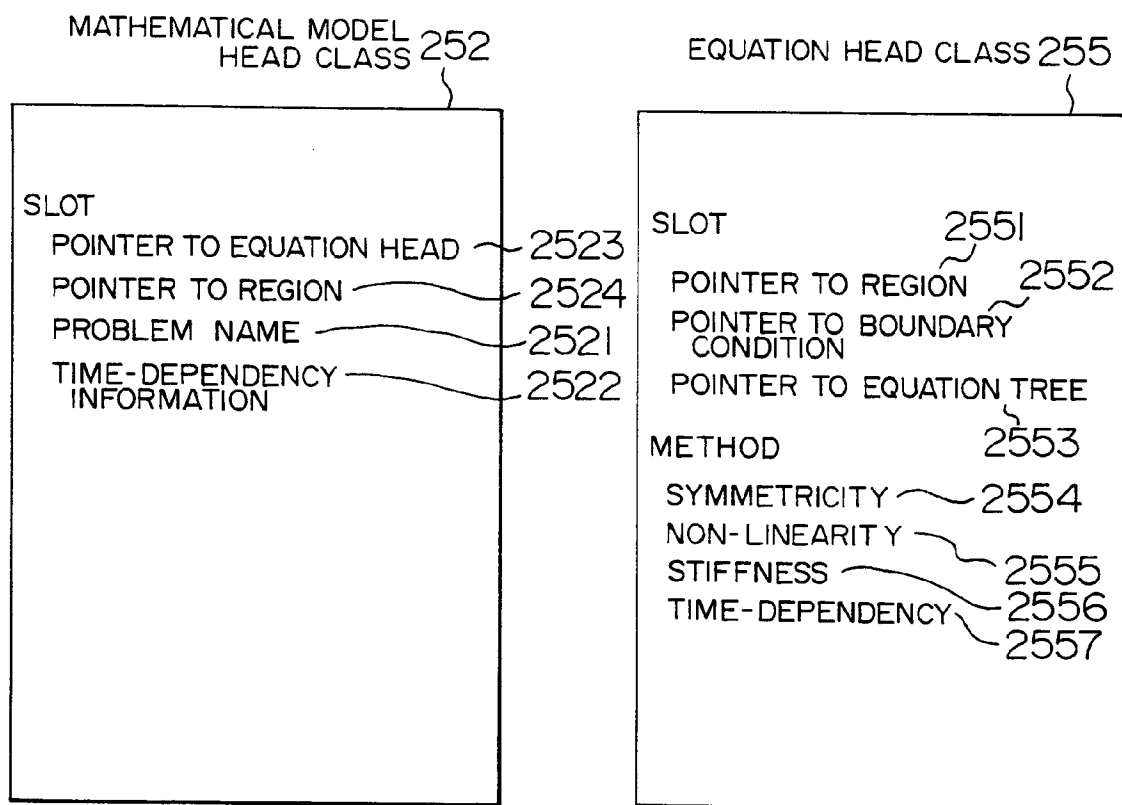 MATHEMATICAL MODEL
HEAD CLASS 252
SLOT
POINTER TO EQUATION HEAD 2523
POINTER TO REGION 2524
PROBLEM NAME 2521
TIME-DEPENDENCY 2522
INFORMATION
EQUATION HEAD CLASS 255
SLOT 2551
POINTER TO REGION 2552
POINTER TO BOUNDARY
CONDITION
POINTER TO EQUATION TREE
METHOD 2553
SYMMETRICITY 2554
NON-LINEARITY 2555
STIFFNESS 2556
TIME-DEPENDENCY 2557